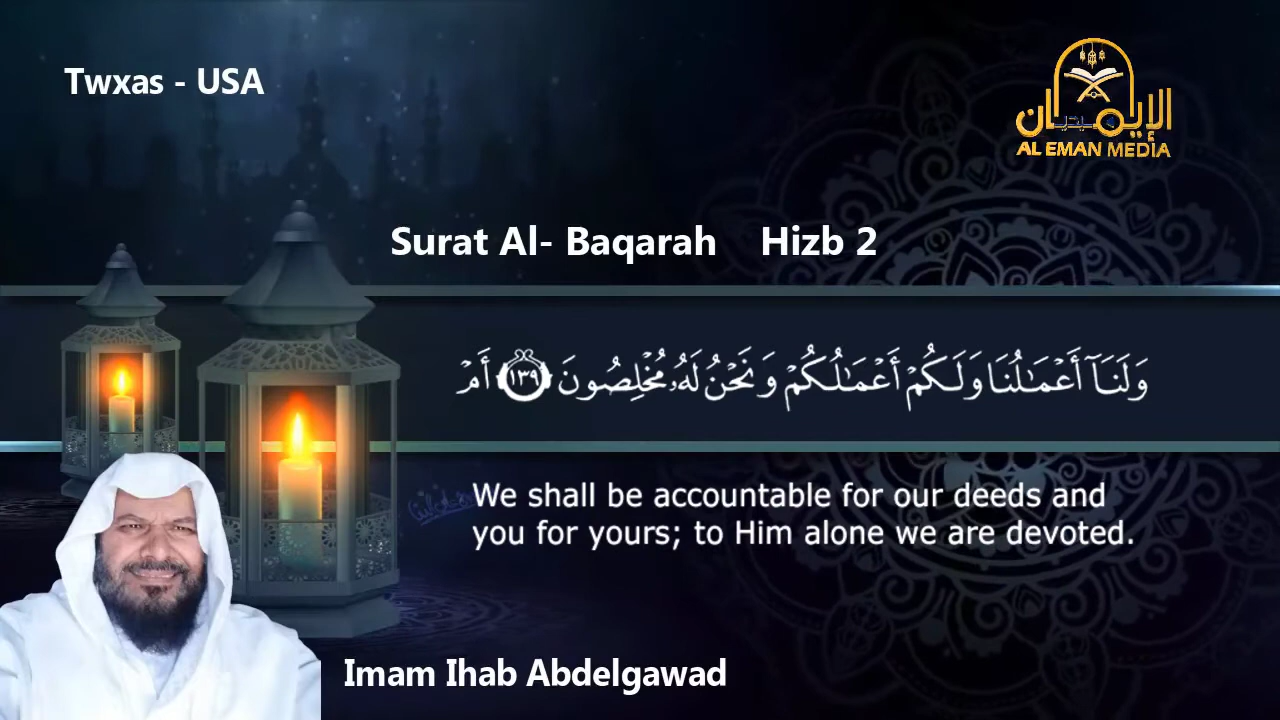 Twxas - USA
الإيمان
AL EMAN MEDIA
Surat Al- Baqarah Hizb 2
وَلَنَآ أَعْمَٰلُنَا وَلَكُمْ أَعْمَٰلُكُمْ وَنَحْنُ لَهُۥ مُخْلِصُونَ ١٣٩ أَمْ
We shall be accountable for our deeds and
you for yours; to Him alone we are devoted.
Imam Ihab Abdelgawad